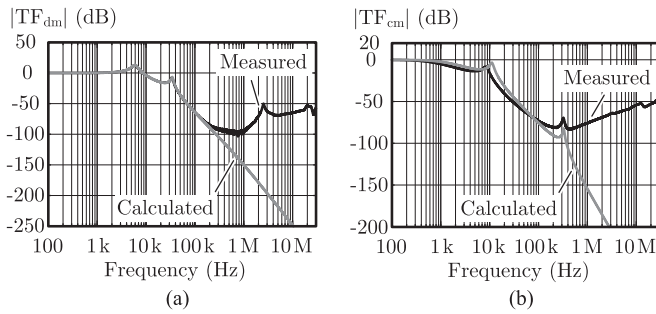 |TF_dm| (dB)
50
0
-50
-100
-150
-200
-250
Measured
Calculated
100 1 k 10 k 100 k 1 M 10 M
Frequency (Hz)
(a)
|TF_cm| (dB)
20
0
-50
-100
-150
-200
Measured
Calculated
100 1 k 10 k 100 k 1 M 10 M
Frequency (Hz)
(b)